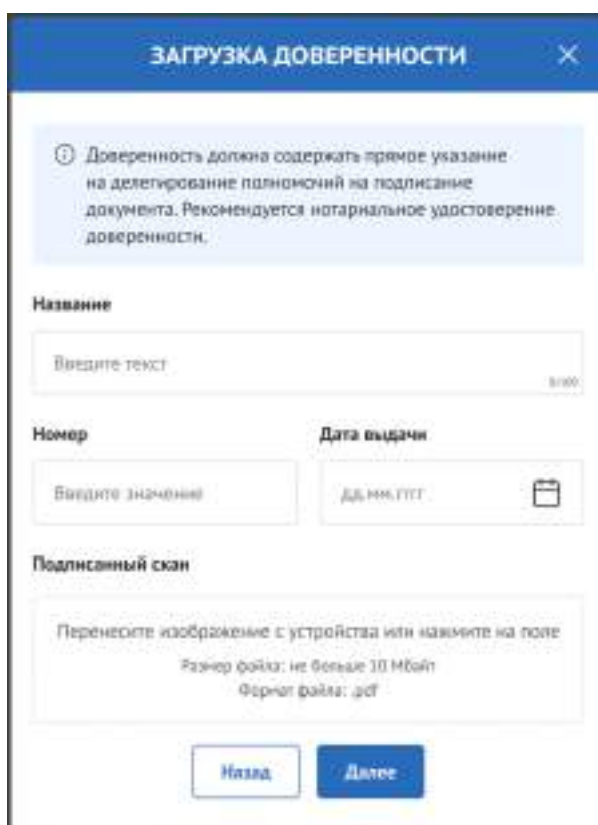 ЗАГРУЗКА ДОВЕРЕННОСТИ
Доверенность должна содержать прямое указание
на делегирование полномочий на подписание
документа. Рекомендуется нотариальное удостоверение
доверенности.
Название
Введите текст
Номер
Дата выдачи
Введите значение
дд.мм.гггг
Подписанный скан
Перенесите изображение с устройства или нажмите на поле
Размер файла: не больше 10 Мбайт
Формат файла: .pdf
Назад
Далее